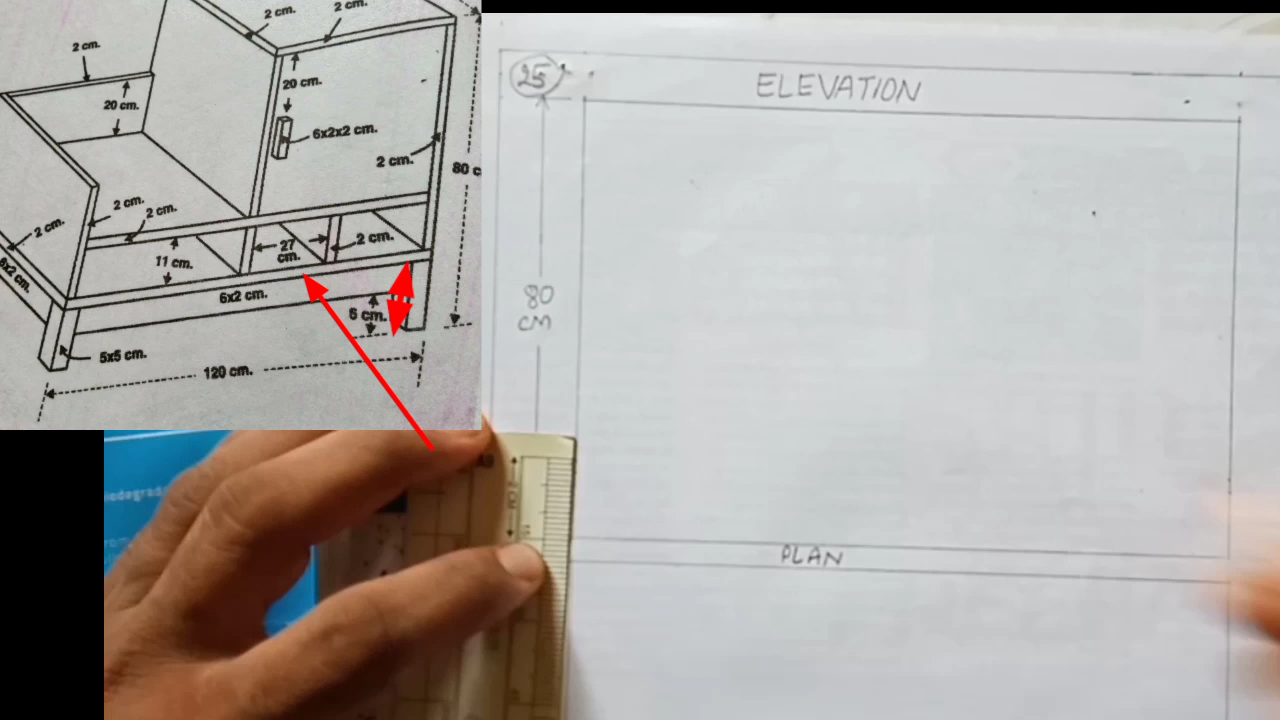 2 cm.
2 cm.
2 cm.
20 cm.
20 cm.
6x2x2 cm.
2 cm.
80 c
2 cm.
2 cm.
2 cm.
27
cm.
2 cm.
11 cm.
6x2 cm.
6x2 cm.
5x5 cm.
120 cm.
25
ELEVATION
80
CM
PLAN
2 CM